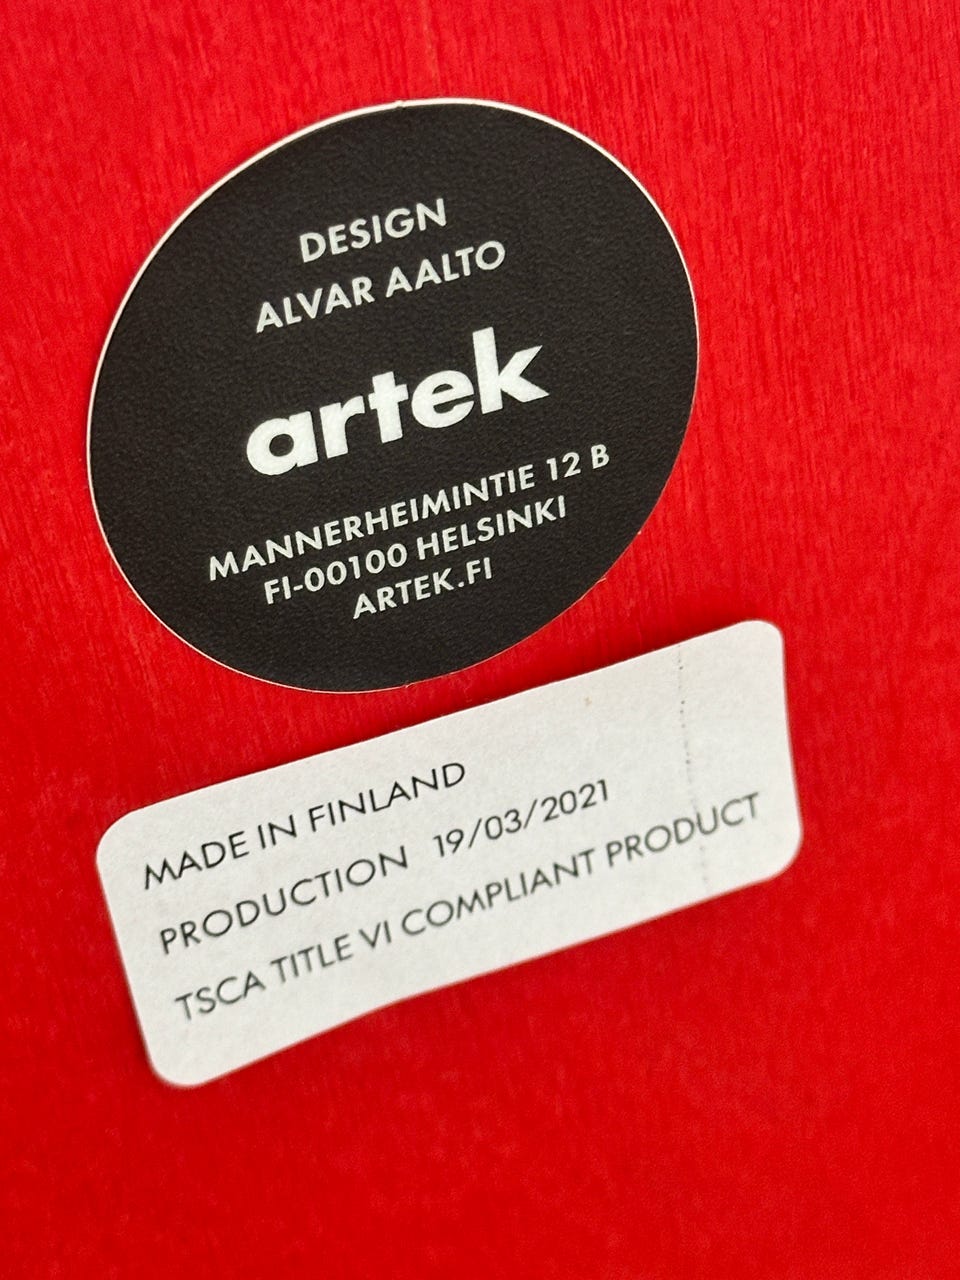 DESIGN
ALVAR AALTO
artek
MANNERHEIMINTIE 12 B
FI-00100 HELSINKI
ARTEK.FI
MADE IN FINLAND
PRODUCTION 19/03/2021
TSCA TITLE VI COMPLIANT PRODUCT